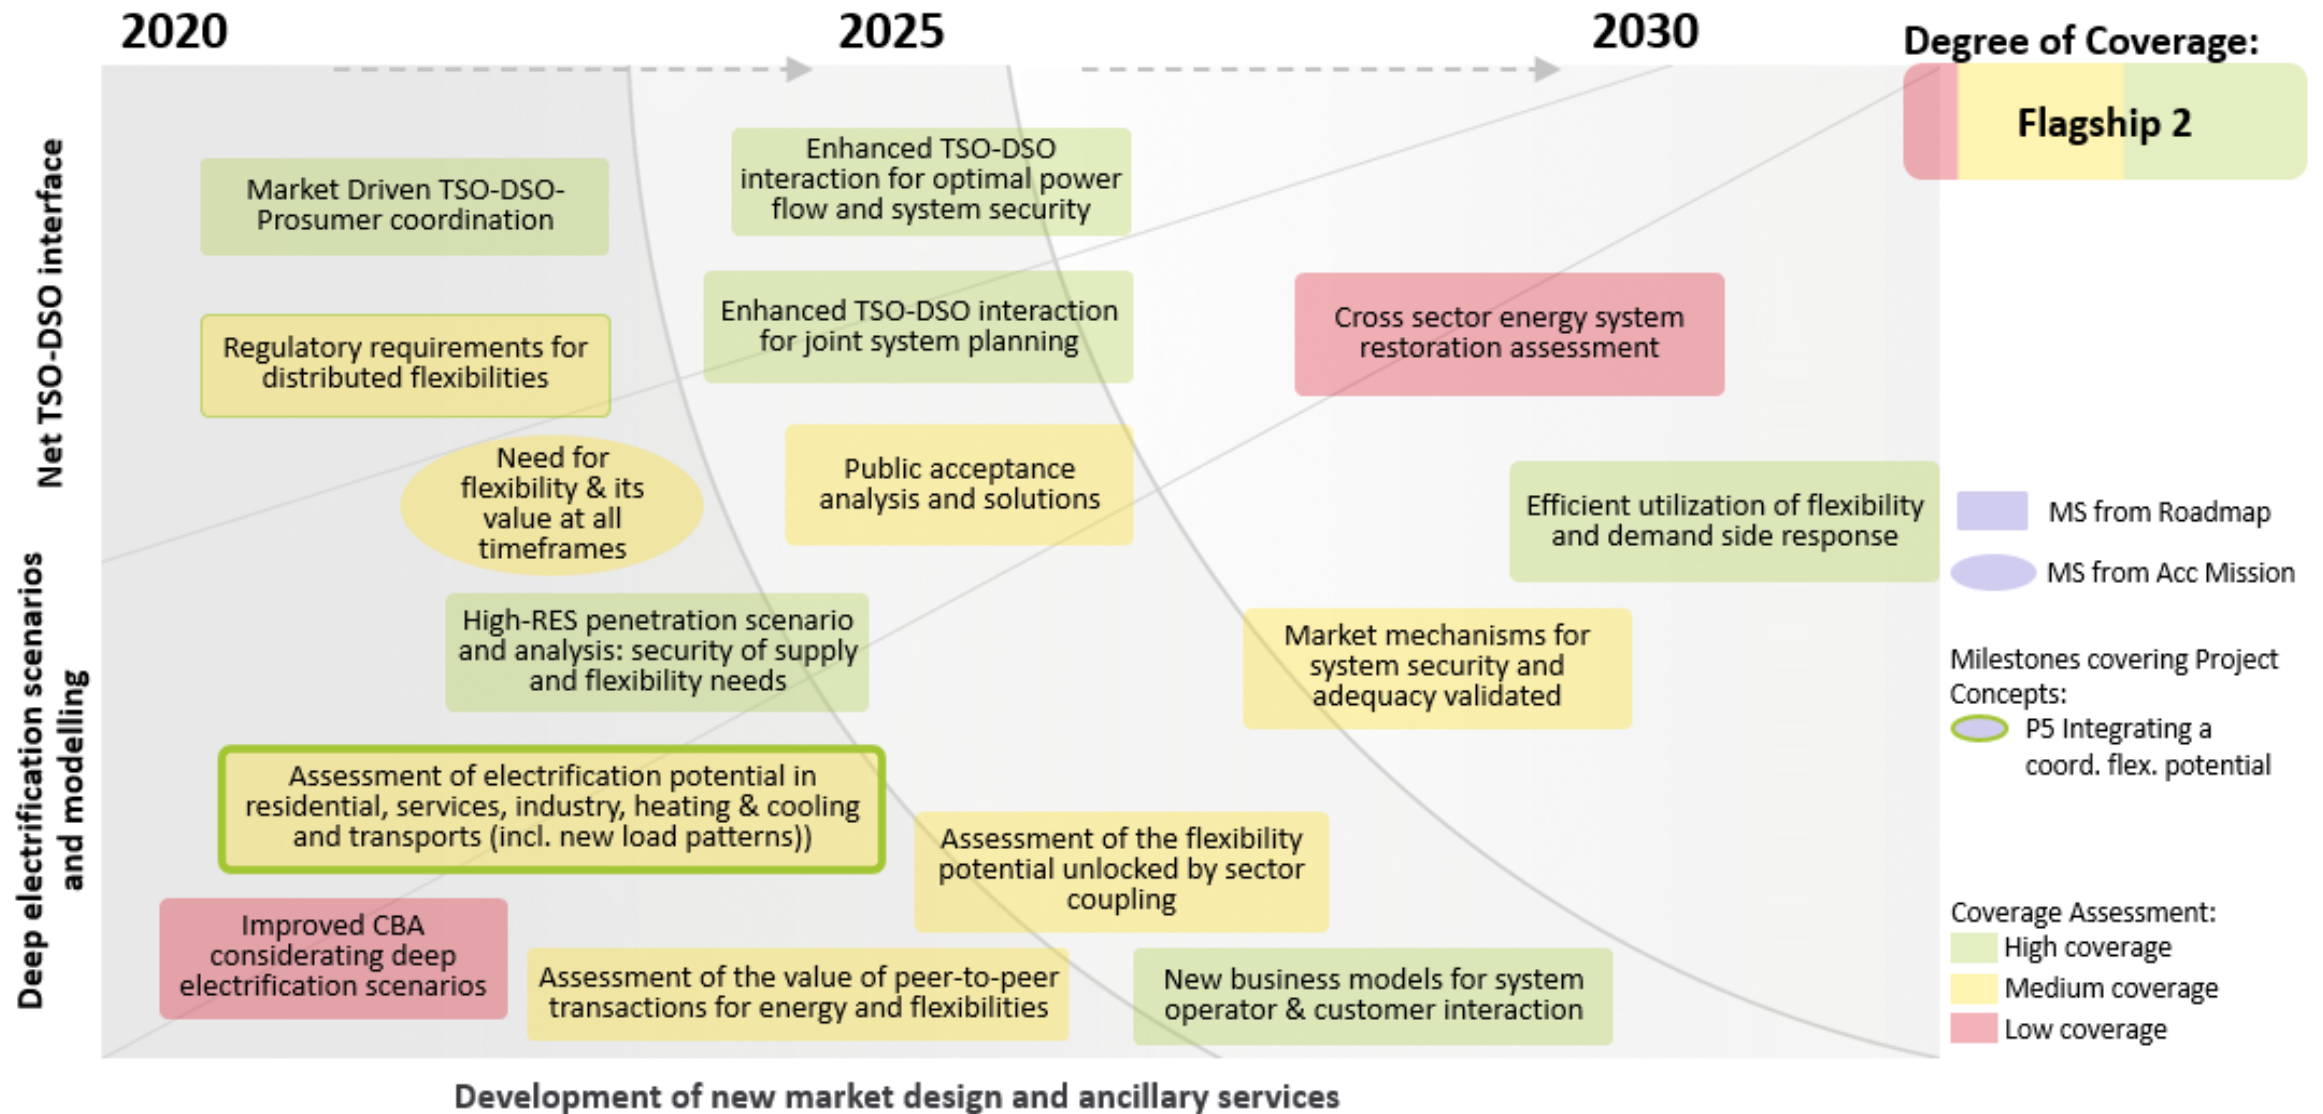 2020
2025
2030
Degree of Coverage:
Flagship 2
Net TSO-DSO interface
Deep electrification scenarios
and modelling
Market Driven TSO-DSO-
Prosumer coordination
Enhanced TSO-DSO
interaction for optimal power
flow and system security
Regulatory requirements for
distributed flexibilities
Enhanced TSO-DSO interaction
for joint system planning
Cross sector energy system
restoration assessment
Need for
flexibility & its
value at all
timeframes
Public acceptance
analysis and solutions
Efficient utilization of flexibility
and demand side response
High-RES penetration scenario
and analysis: security of supply
and flexibility needs
Market mechanisms for
system security and
adequacy validated
Assessment of electrification potential in
residential, services, industry, heating & cooling
and transports (incl. new load patterns))
Assessment of the flexibility
potential unlocked by sector
coupling
Improved CBA
considerating deep
electrification scenarios
Assessment of the value of peer-to-peer
transactions for energy and flexibilities
New business models for system
operator & customer interaction
MS from Roadmap
MS from Acc Mission
Milestones covering Project
Concepts:
P5 Integrating a
coord. flex. potential
Coverage Assessment:
High coverage
Medium coverage
Low coverage
Development of new market design and ancillary services